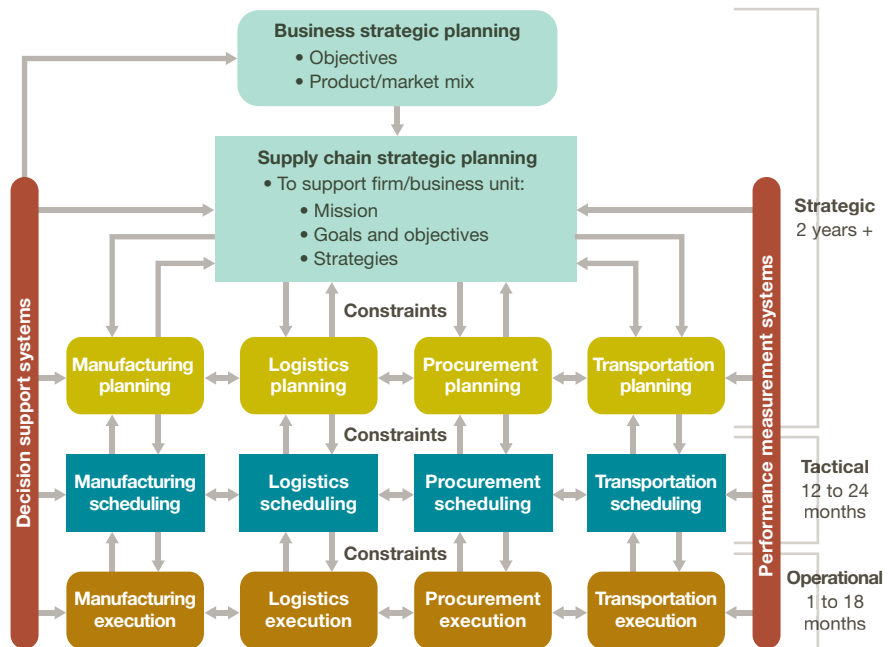 Business strategic planning
• Objectives
• Product/market mix
Supply chain strategic planning
• To support firm/business unit:
• Mission
• Goals and objectives
• Strategies
Strategic
2 years +
Decision support systems
Performance measurement systems
Constraints
Manufacturing
planning
Logistics
planning
Procurement
planning
Transportation
planning
Constraints
Tactical
12 to 24
months
Manufacturing
scheduling
Logistics
scheduling
Procurement
scheduling
Transportation
scheduling
Constraints
Operational
1 to 18
months
Manufacturing
execution
Logistics
execution
Procurement
execution
Transportation
execution